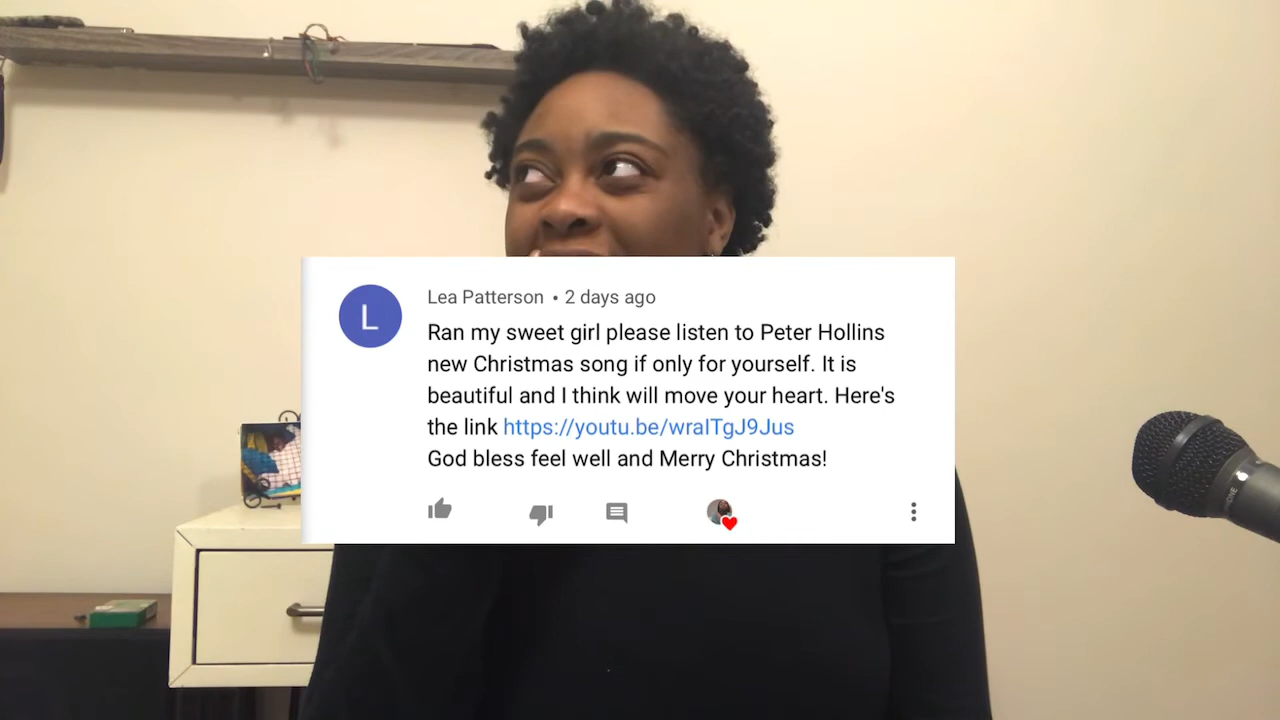 L
Lea Patterson • 2 days ago
Ran my sweet girl please listen to Peter Hollins
new Christmas song if only for yourself. It is
beautiful and I think will move your heart. Here's
the link https://youtu.be/wraITgJ9Jus
God bless feel well and Merry Christmas!